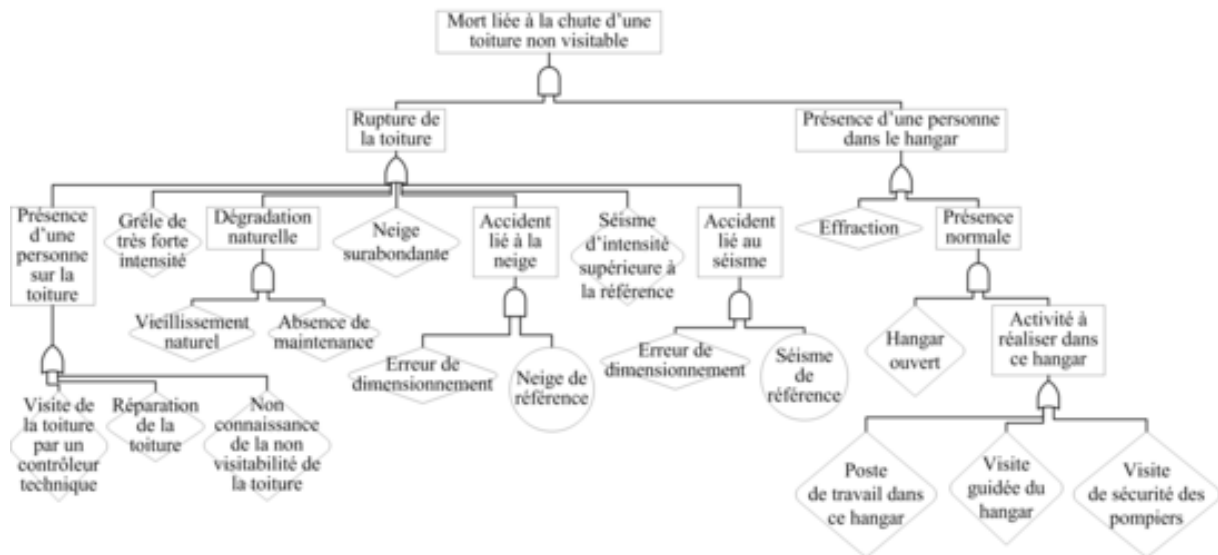 Mort liée à la chute d'une
toiture non visitable
Rupture de
la toiture
Présence d'une personne
dans le hangar
Présence
d'une
personne
sur la
toiture
Grêle de
très forte
intensité
Dégradation
naturelle
Neige
surabondante
Accident
lié à la
neige
Séisme
d'intensité
supérieure à
la référence
Accident
lié au
séisme
Effraction
Présence
normale
Vieillissement
naturel
Absence de
maintenance
Erreur de
dimensionnement
Neige de
référence
Erreur de
dimensionnement
Séisme
de
référence
Hangar
ouvert
Activité à
réaliser dans
ce hangar
Visite de
la toiture
par un
contrôleur
technique
Réparation
de la
toiture
Non
connaissance
de la non
visitabilité de
la toiture
Poste
de travail dans
ce hangar
Visite
guidée du
hangar
Visite
de sécurité des
pompiers